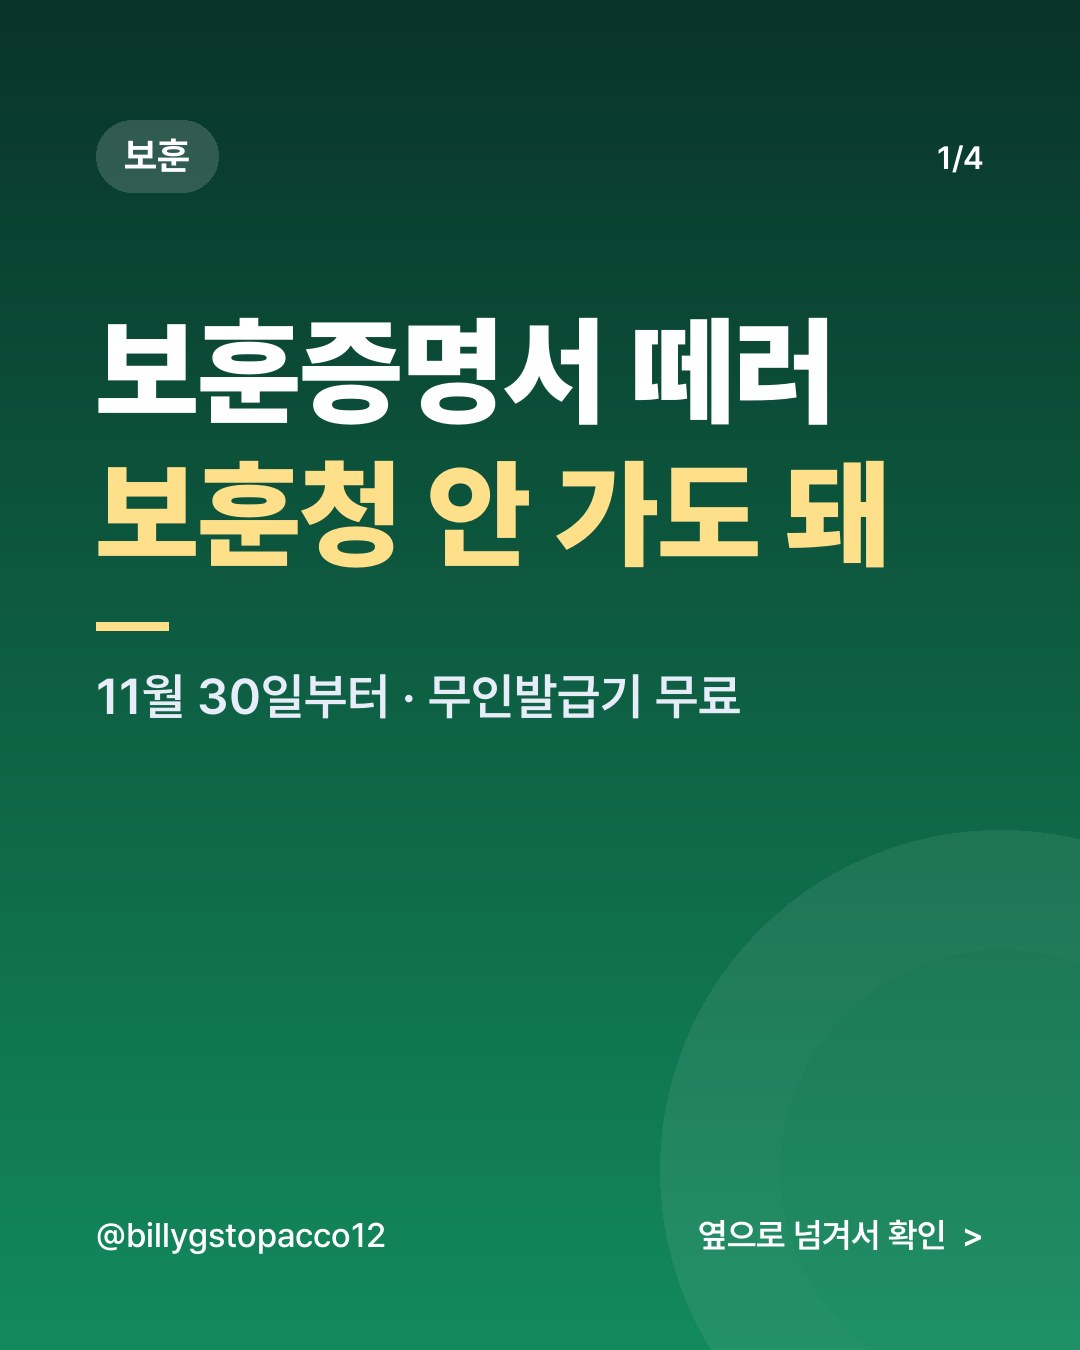 보훈
1/4
보훈증명서 떼러
보훈청 안 가도 돼
11월 30일부터 · 무인발급기 무료
@billygstopacco12
옆으로 넘겨서 확인 >